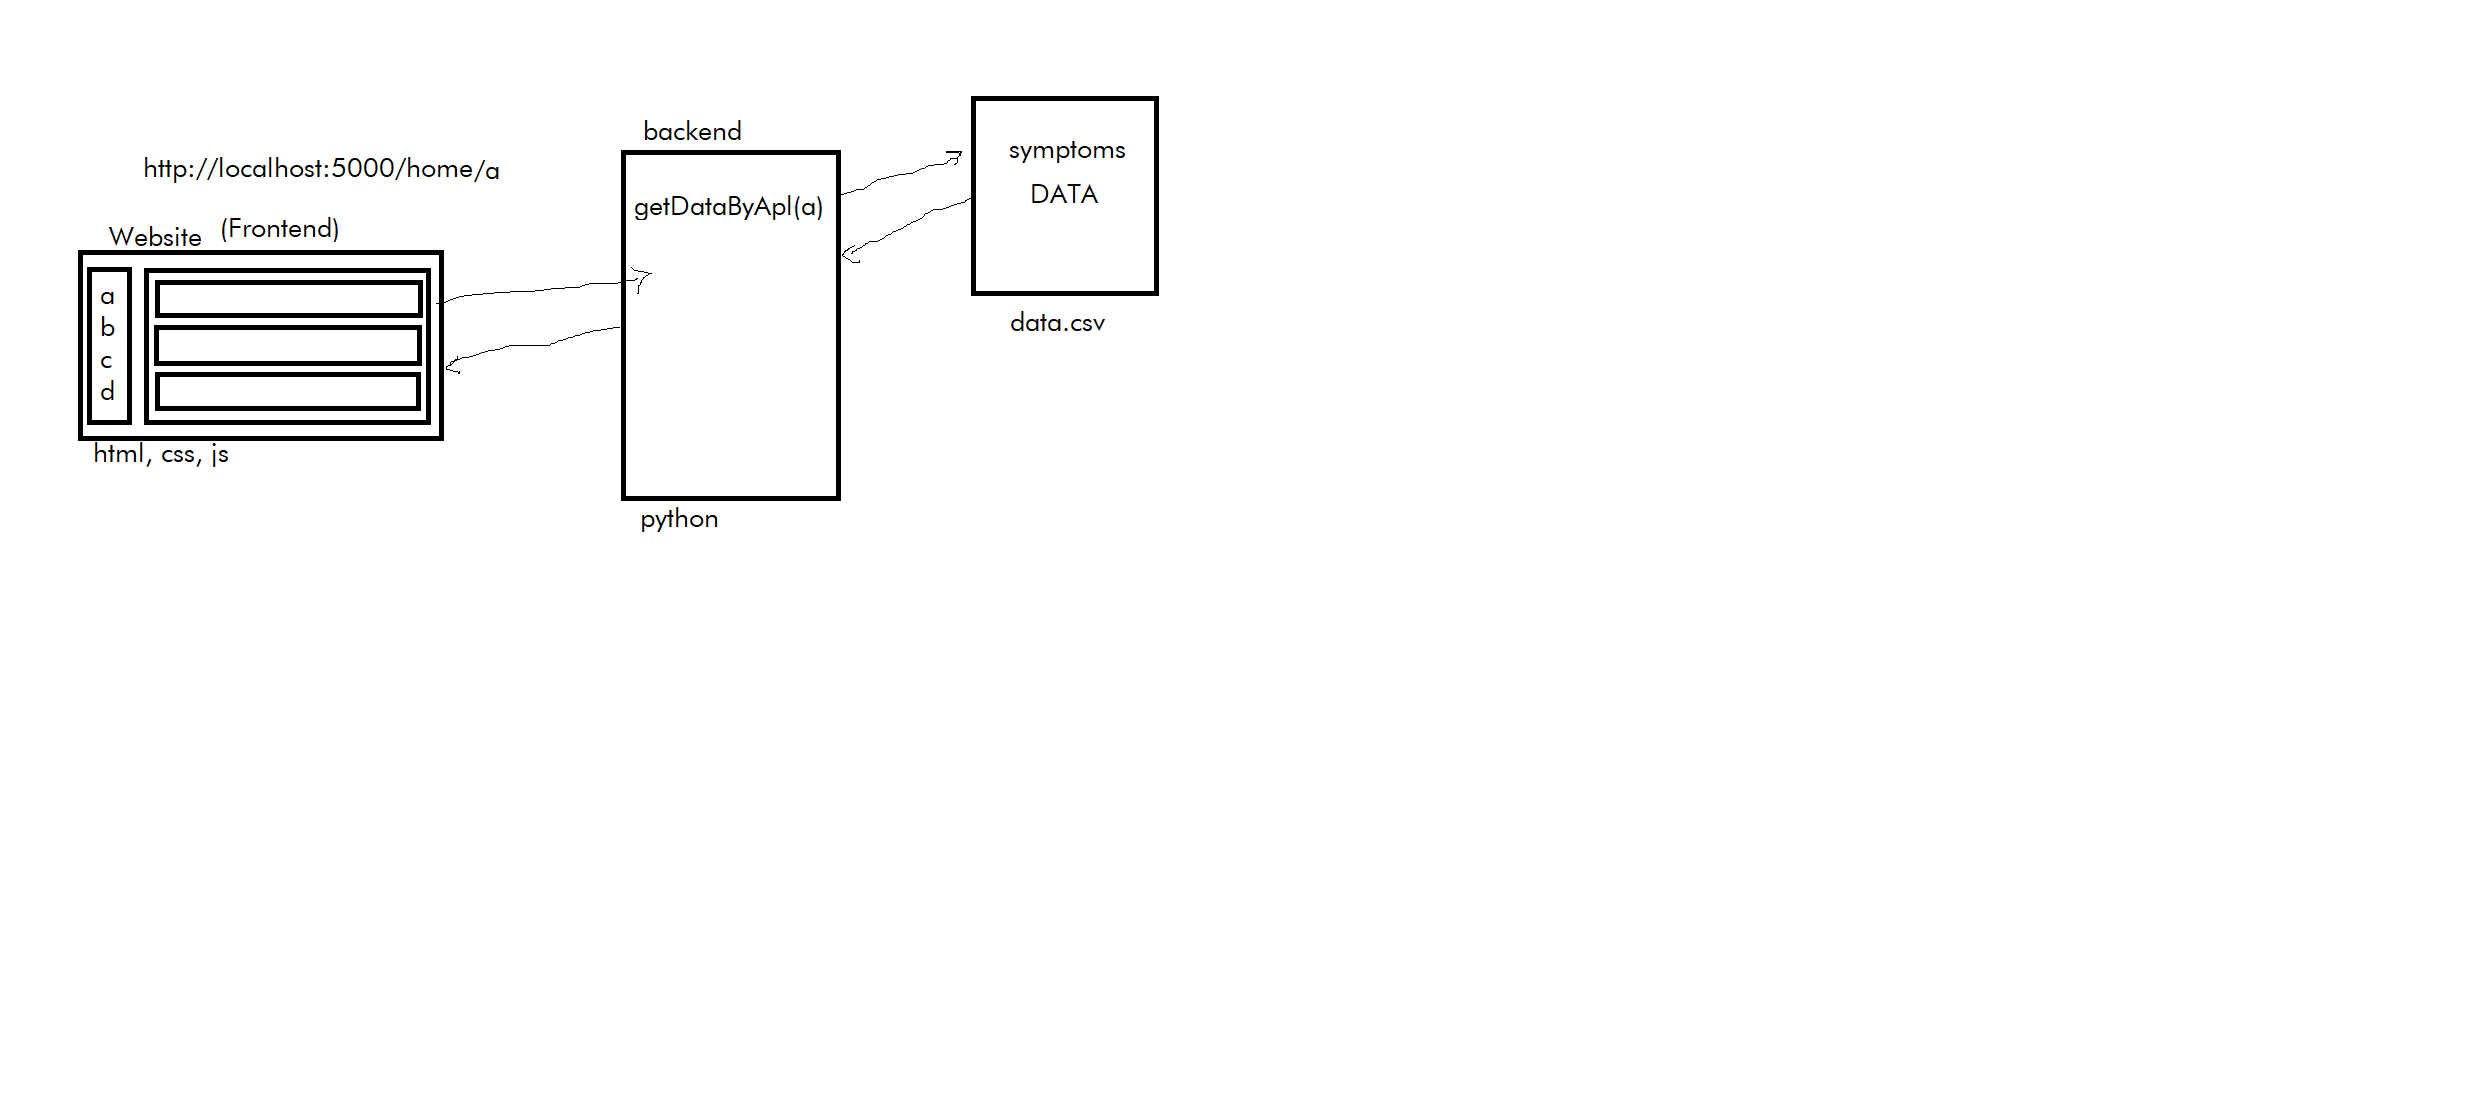 http://localhost:5000/home/a
Website (Frontend)
a
b
c
d
html, css, js
backend
getDataByApl(a)
python
symptoms
DATA
data.csv